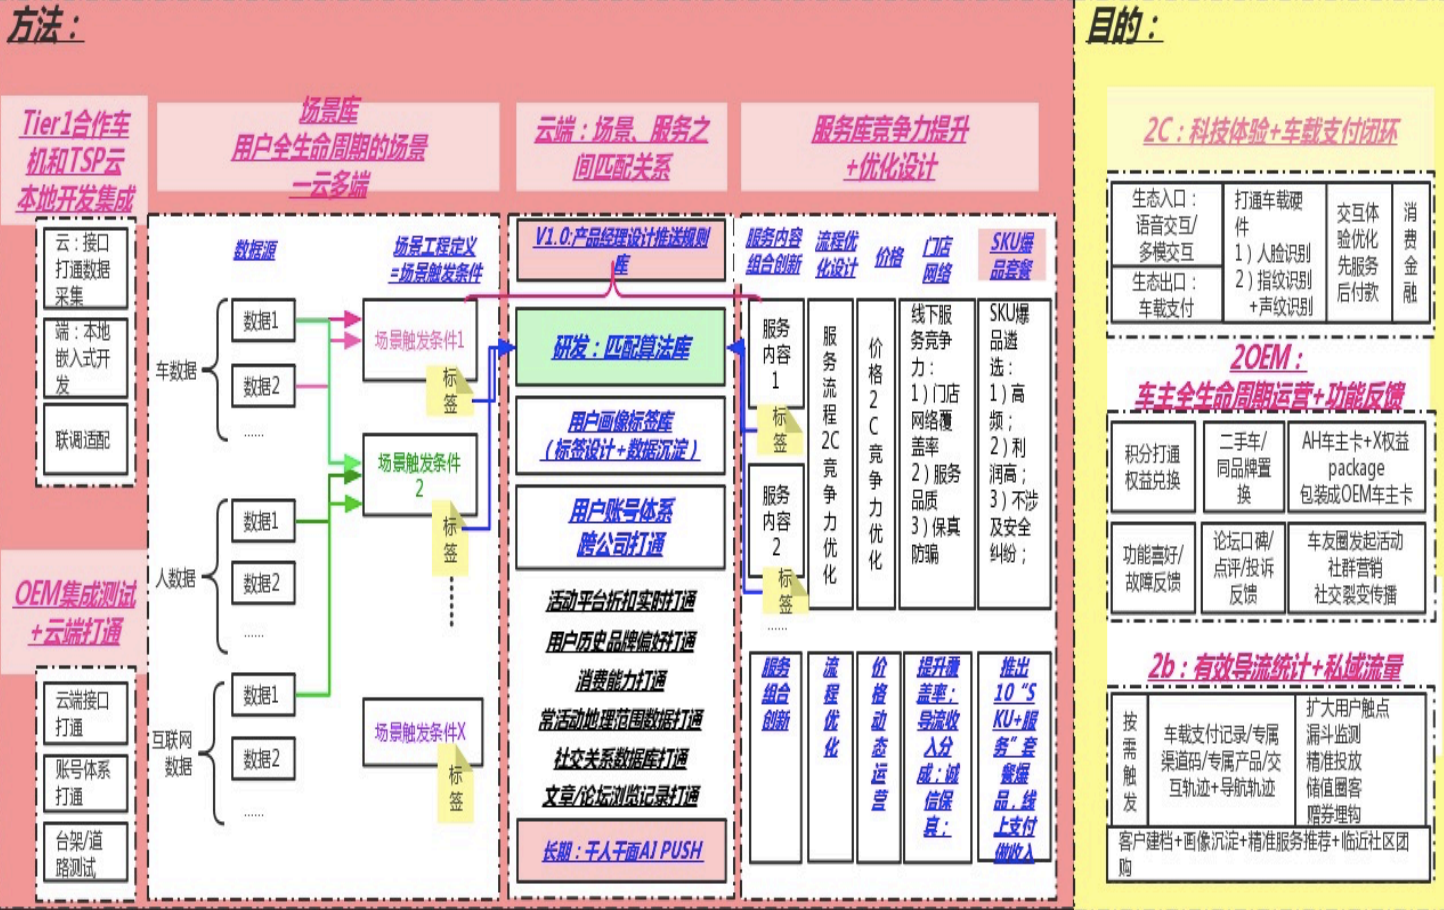 方法：
目的：
Tier1合作车
机和TSP云
本地开发集成
云：接口
打通数据
采集
端：本地
嵌入式开
发
联调适配
OEM集成测试
+云端打通
云端接口
打通
账号体系
打通
台架/道
路测试
场景库
用户全生命周期的场景
一云多端
数据源
场景工程定义
=场景触发条件
车数据
数据1
数据2
......
人数据
数据1
数据2
......
互联网
数据
数据1
数据2
......
场景触发条件1
标
签
场景触发条件
2
标
签
场景触发条件X
标
签
云端：场景、服务之
间匹配关系
V1.0:产品经理设计推送规则
库
研发：匹配算法库
用户画像标签库
（标签设计+数据沉淀）
用户账号体系
跨公司打通
活动平台折扣实时打通
用户历史品牌偏好打通
消费能力打通
常活动地理范围数据打通
社交关系数据库打通
文章/论坛浏览记录打通
长期：千人千面AI PUSH
服务库竞争力提升
+优化设计
服务内容
组合创新
流程优
化设计
价格
门店
网络
SKU爆
品套餐
服务
内容
1
标
签
服务
内容
2
标
签
......
服
务
流
程
2C
竞
争
力
优
化
价
格
2
C
竞
争
力
优
化
线下服
务竞争
力：
1）门店
网络覆
盖率
2）服务
品质
3）保真
防骗
SKU爆
品遴
选：
1）高
频；
2）利
润高；
3）不涉
及安全
纠纷；
服务
组合
创新
流
程
优
化
价
格
动
态
运
营
提升覆
盖率；
导流收
入分
成；诚
信保
真；
推出
10“S
KU+服
务”套
餐爆
品，线
上支付
做收入
2C：科技体验+车载支付闭环
生态入口：
语音交互/
多模交互
生态出口：
车载支付
打通车载硬
件
1）人脸识别
2）指纹识别
+声纹识别
交互体
验优化
先服务
后付款
消
费
金
融
2OEM：
车主全生命周期运营+功能反馈
积分打通
权益兑换
二手车/
同品牌置
换
AH车主卡+X权益
package
包装成OEM车主卡
功能喜好/
故障反馈
论坛口碑/
点评/投诉
反馈
车友圈发起活动
社群营销
社交裂变传播
2b：有效导流统计+私域流量
按
需
触
发
车载支付记录/专属
渠道码/专属产品/交
互轨迹+导航轨迹
扩大用户触点
漏斗监测
精准投放
储值圈客
赠券埋钩
客户建档+画像沉淀+精准服务推荐+临近社区团
购